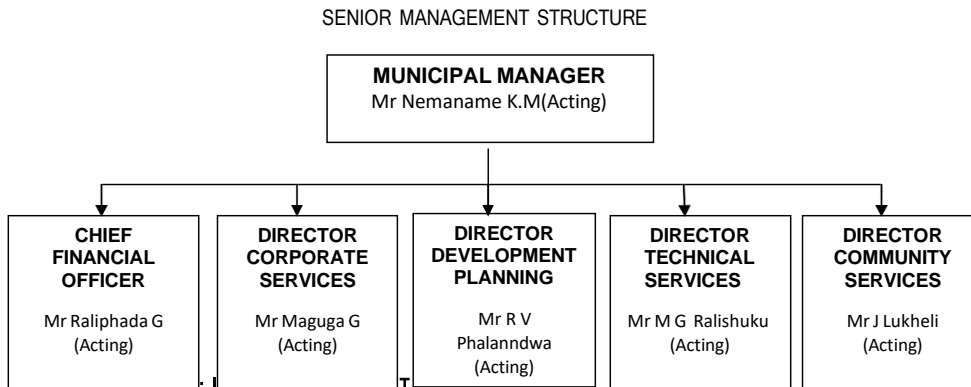 SENIOR MANAGEMENT STRUCTURE
MUNICIPAL MANAGER
Mr Nemaname K.M(Acting)
CHIEF
FINANCIAL
OFFICER
Mr Raliphada G
(Acting)
DIRECTOR
CORPORATE
SERVICES
Mr Maguga G
(Acting)
DIRECTOR
DEVELOPMENT
PLANNING
Mr R V
Phalanndwa
(Acting)
DIRECTOR
TECHNICAL
SERVICES
Mr M G Ralishuku
(Acting)
DIRECTOR
COMMUNITY
SERVICES
Mr J Lukheli
(Acting)